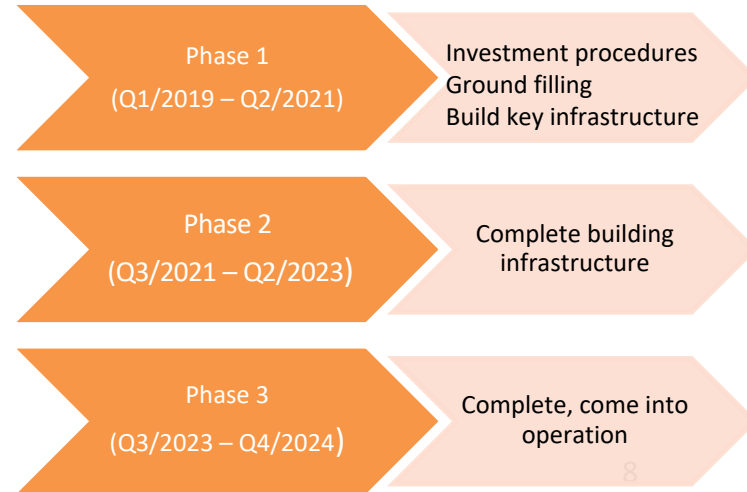 Phase 1
(Q1/2019 – Q2/2021)
Investment procedures
Ground filling
Build key infrastructure
Phase 2
(Q3/2021 – Q2/2023)
Complete building
infrastructure
Phase 3
(Q3/2023 – Q4/2024)
Complete, come into
operation
8